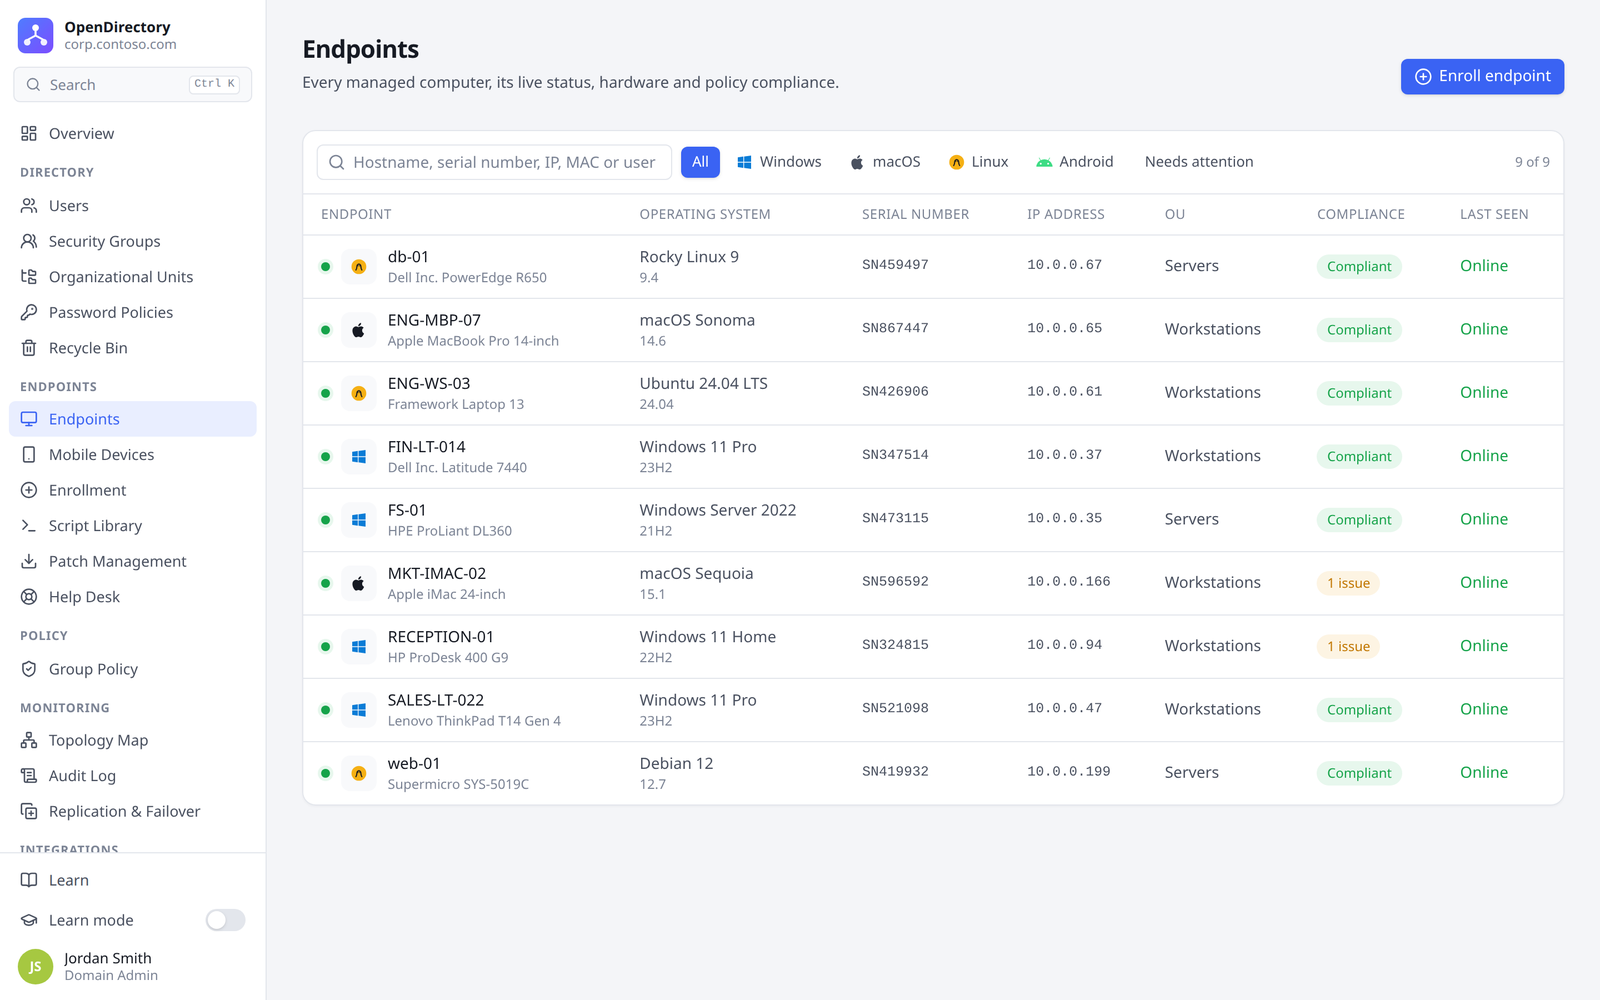 OpenDirectory
corp.contoso.com
Search Ctrl K
Overview
DIRECTORY
Users
Security Groups
Organizational Units
Password Policies
Recycle Bin
ENDPOINTS
Endpoints
Mobile Devices
Enrollment
Script Library
Patch Management
Help Desk
POLICY
Group Policy
MONITORING
Topology Map
Audit Log
Replication & Failover
INTEGRATIONS
Learn
Learn mode
JS
Jordan Smith
Domain Admin
Endpoints
Every managed computer, its live status, hardware and policy compliance.
Enroll endpoint
Hostname, serial number, IP, MAC or user All Windows macOS Linux Android Needs attention 9 of 9
ENDPOINT OPERATING SYSTEM SERIAL NUMBER IP ADDRESS OU COMPLIANCE LAST SEEN
db-01 Rocky Linux 9 SN459497 10.0.0.67 Servers Compliant Online
Dell Inc. PowerEdge R650 9.4
ENG-MBP-07 macOS Sonoma SN867447 10.0.0.65 Workstations Compliant Online
Apple MacBook Pro 14-inch 14.6
ENG-WS-03 Ubuntu 24.04 LTS SN426906 10.0.0.61 Workstations Compliant Online
Framework Laptop 13 24.04
FIN-LT-014 Windows 11 Pro SN347514 10.0.0.37 Workstations Compliant Online
Dell Inc. Latitude 7440 23H2
FS-01 Windows Server 2022 SN473115 10.0.0.35 Servers Compliant Online
HPE ProLiant DL360 21H2
MKT-IMAC-02 macOS Sequoia SN596592 10.0.0.166 Workstations 1 issue Online
Apple iMac 24-inch 15.1
RECEPTION-01 Windows 11 Home SN324815 10.0.0.94 Workstations 1 issue Online
HP ProDesk 400 G9 22H2
SALES-LT-022 Windows 11 Pro SN521098 10.0.0.47 Workstations Compliant Online
Lenovo ThinkPad T14 Gen 4 23H2
web-01 Debian 12 SN419932 10.0.0.199 Servers Compliant Online
Supermicro SYS-5019C 12.7